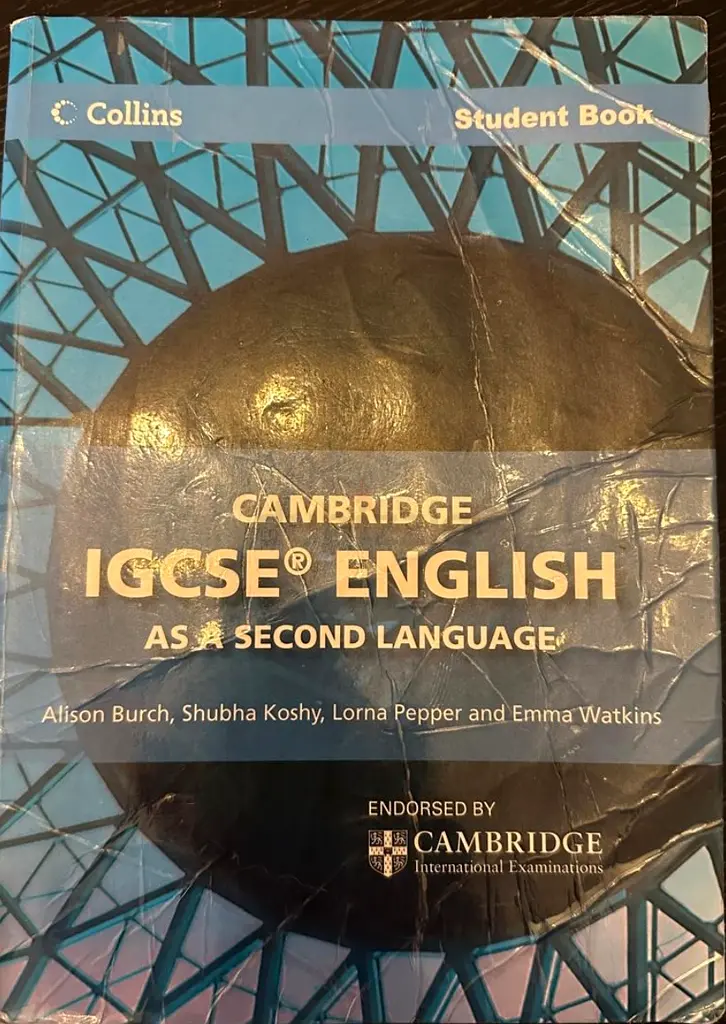 Collins
Student Book
CAMBRIDGE
IGCSE® ENGLISH
AS A SECOND LANGUAGE
Alison Burch, Shubha Koshy, Lorna Pepper and Emma Watkins
ENDORSED BY
CAMBRIDGE
International Examinations